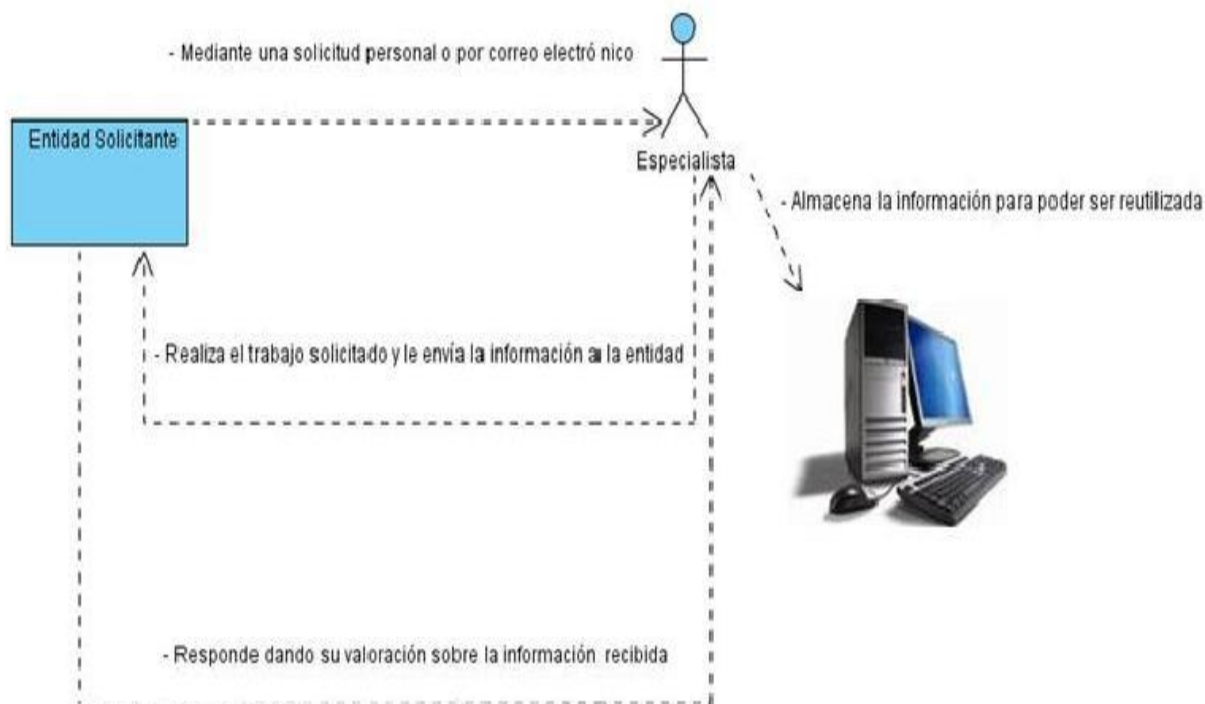 - Mediante una solicitud personal o por correo electró nico
Entidad Solicitante
Especialista
- Almacena la información para poder ser reutilizada
- Realiza el trabajo solicitado y le envía la información a la entidad
- Responde dando su valoración sobre la información recibida